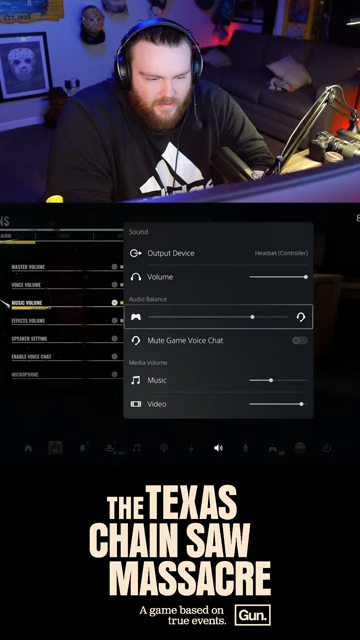 NS
AUDIO
MASTER VOLUME
VOICE VOLUME
MUSIC VOLUME
EFFECTS VOLUME
SPEAKER SETTING
ENABLE VOICE CHAT
MICROPHONE
Sound
Output Device
Headset (Controller)
Volume
Audio Balance
Mute Game Voice Chat
Media Volume
Music
Video
THE TEXAS
CHAIN SAW
MASSACRE
A game based on
true events.
Gun.